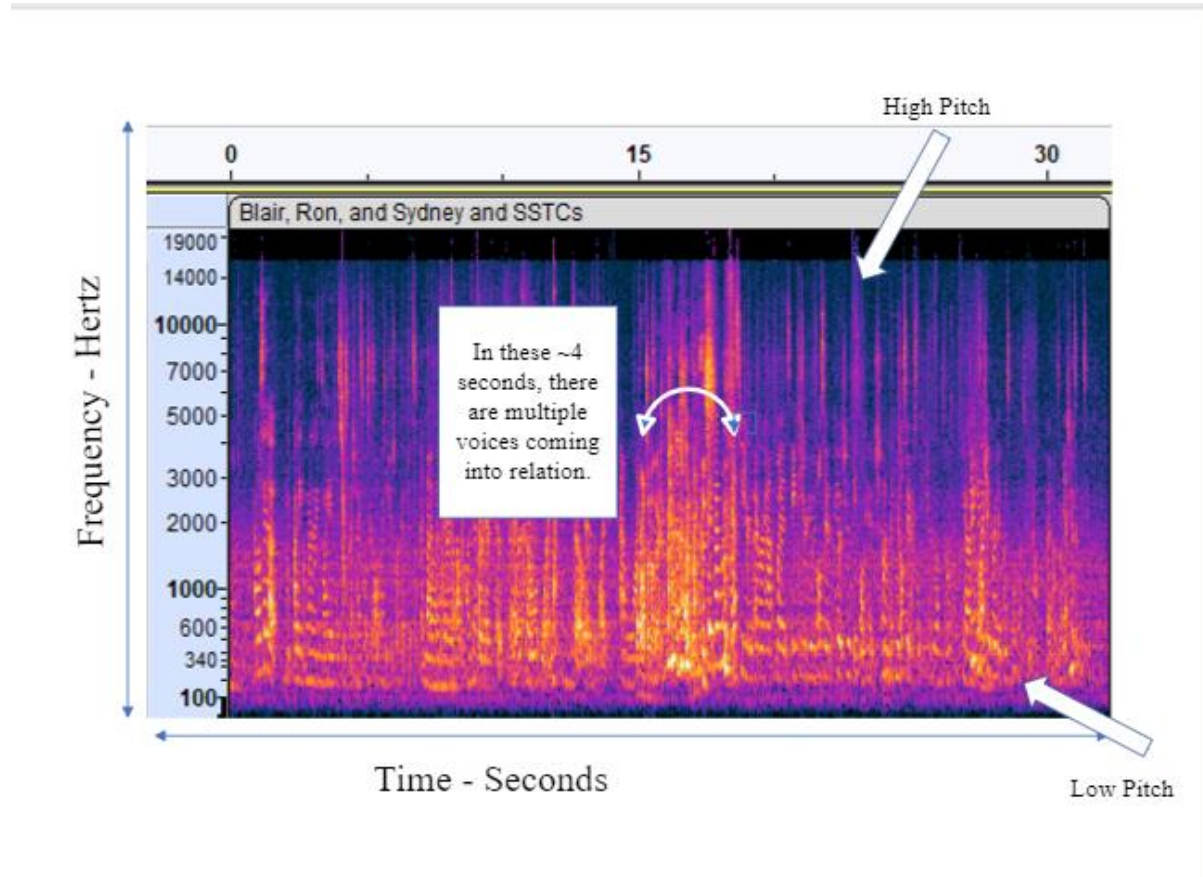 High Pitch
0 15 30
Blair, Ron, and Sydney and SSTCs
19000
14000
10000
7000
5000
3000
2000
1000
600
340
100
Frequency - Hertz
In these ~4
seconds, there
are multiple
voices coming
into relation.
Time - Seconds
Low Pitch